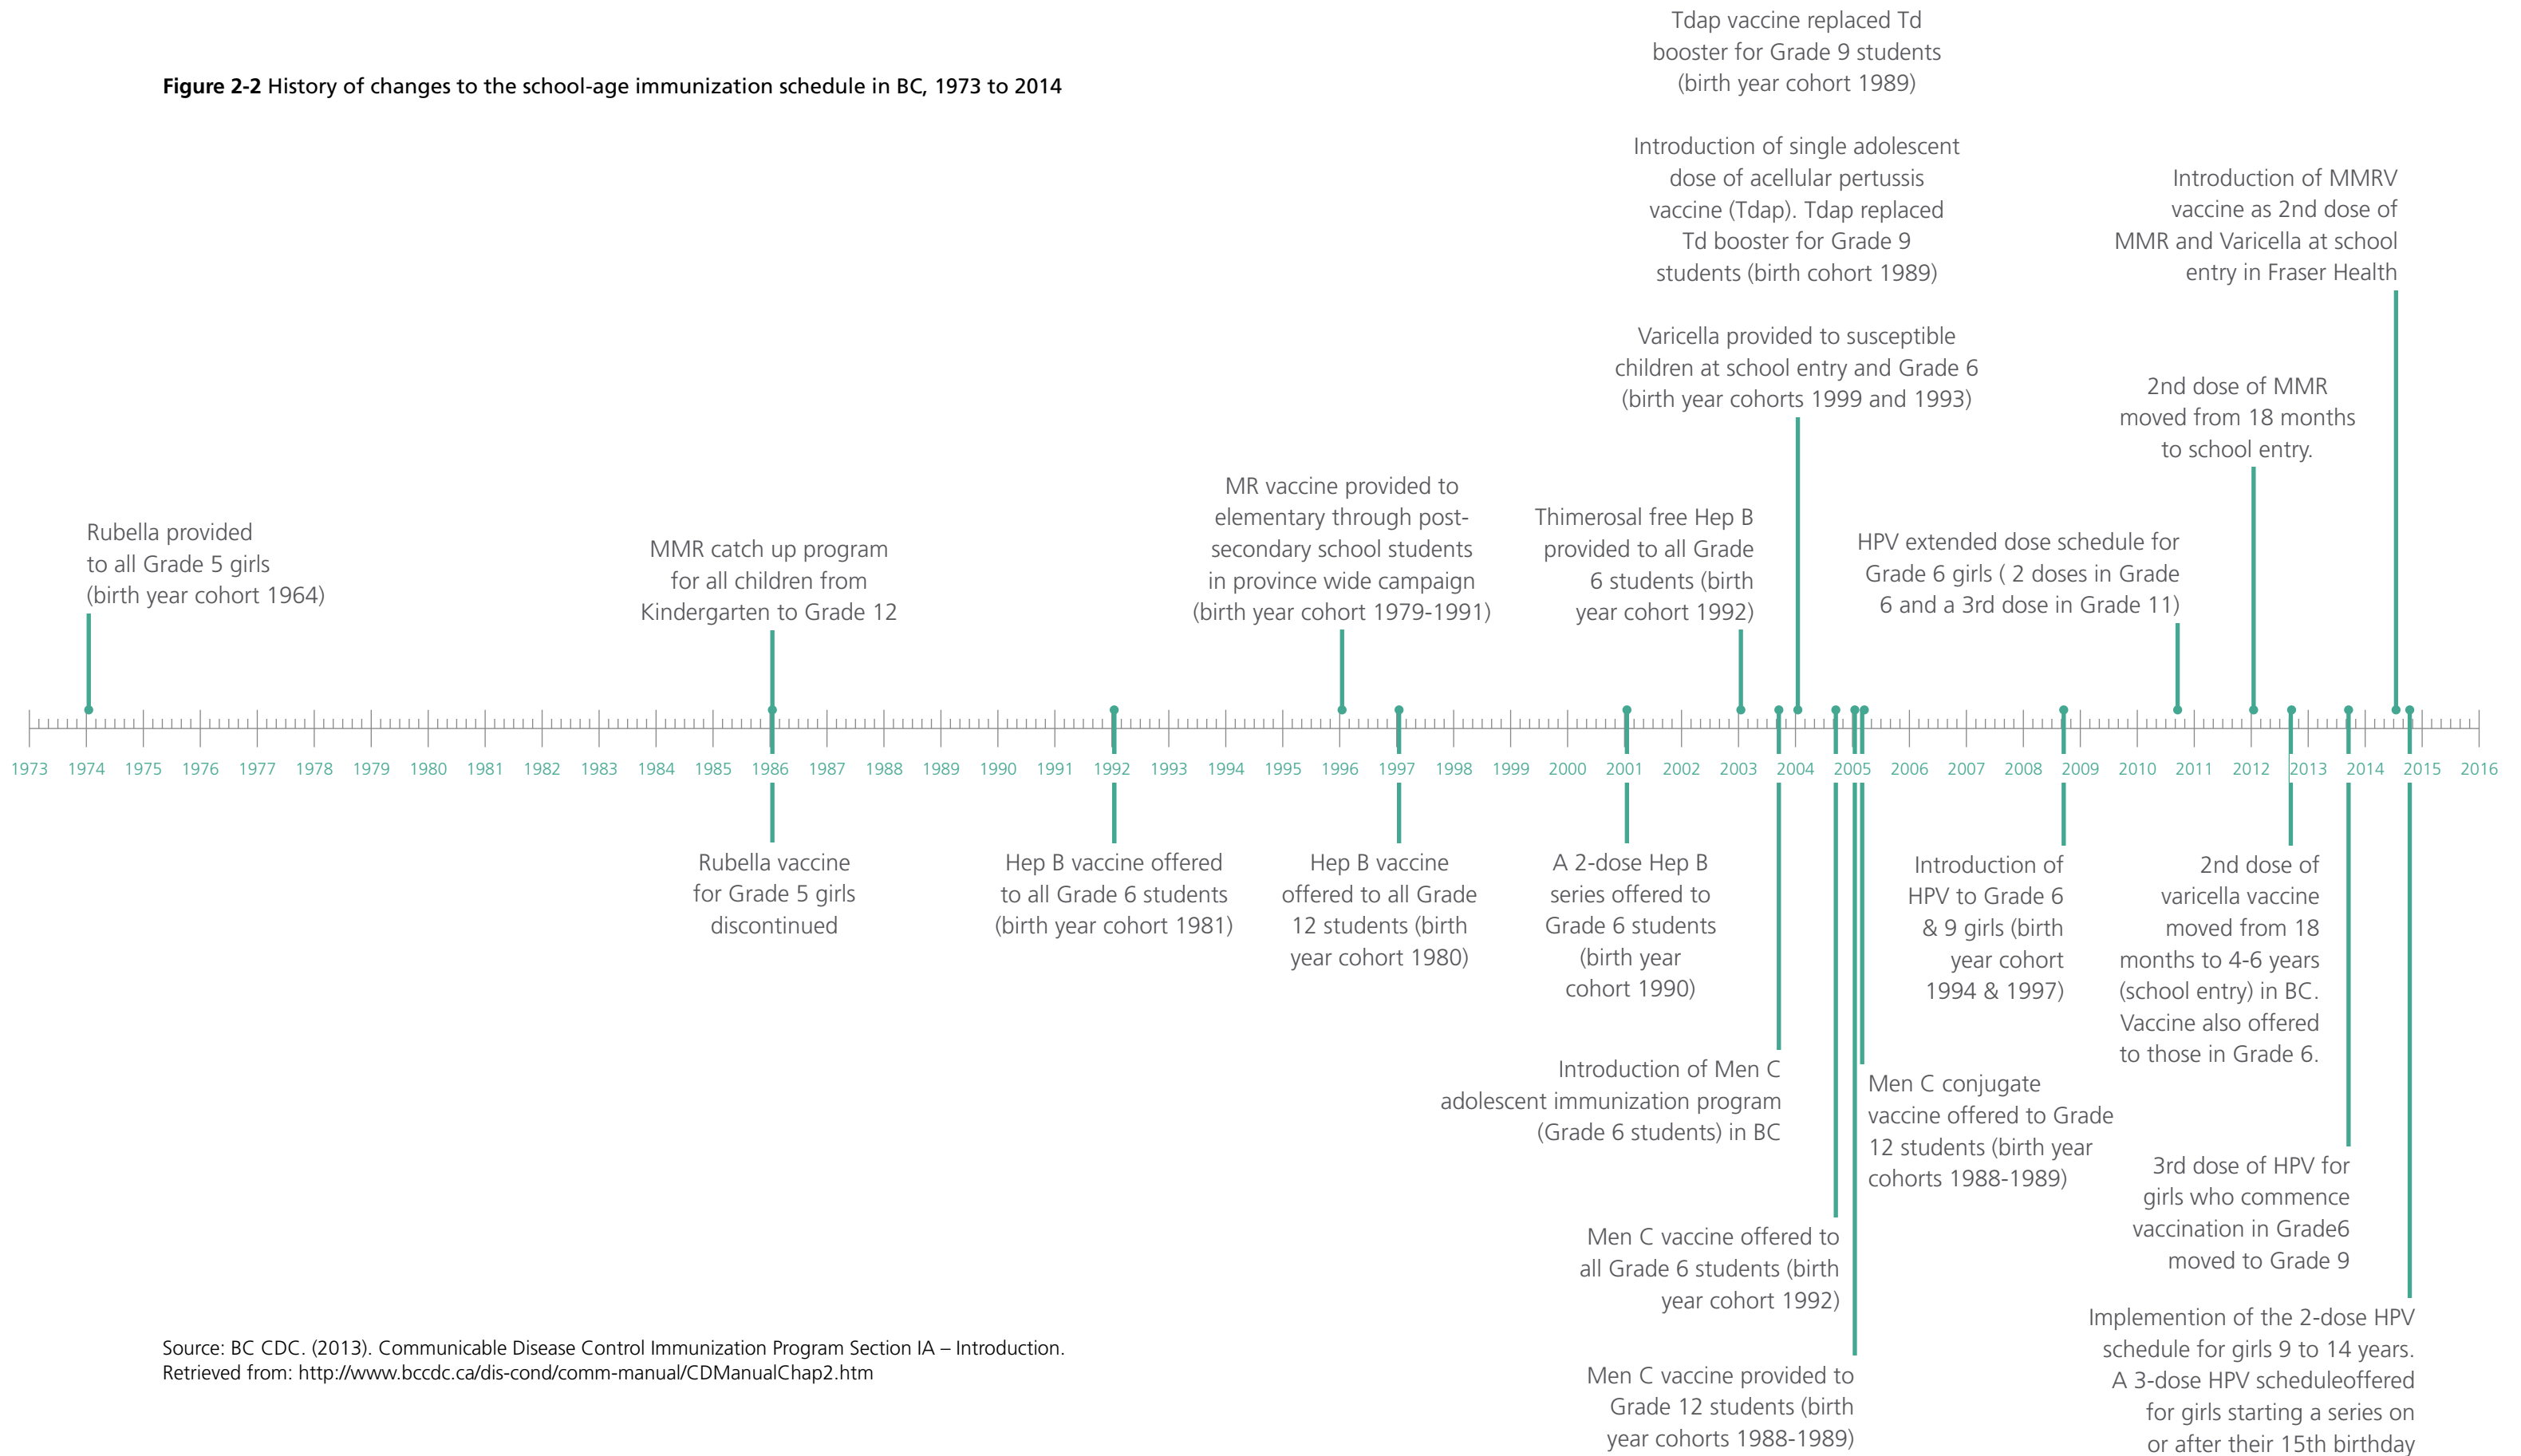 Figure 2-2 History of changes to the school-age immunization schedule in BC, 1973 to 2014
Tdap vaccine replaced Td
booster for Grade 9 students
(birth year cohort 1989)
Introduction of single adolescent
dose of acellular pertussis
vaccine (Tdap). Tdap replaced
Td booster for Grade 9
students (birth cohort 1989)
Varicella provided to susceptible
children at school entry and Grade 6
(birth year cohorts 1999 and 1993)
Introduction of MMRV
vaccine as 2nd dose of
MMR and Varicella at school
entry in Fraser Health
2nd dose of MMR
moved from 18 months
to school entry.
Rubella provided
to all Grade 5 girls
(birth year cohort 1964)
MMR catch up program
for all children from
Kindergarten to Grade 12
MR vaccine provided to
elementary through post-
secondary school students
in province wide campaign
(birth year cohort 1979-1991)
Thimerosal free Hep B
provided to all Grade
6 students (birth
year cohort 1992)
HPV extended dose schedule for
Grade 6 girls ( 2 doses in Grade
6 and a 3rd dose in Grade 11)
1973 1974 1975 1976 1977 1978 1979 1980 1981 1982 1983 1984 1985 1986 1987 1988 1989 1990 1991 1992 1993 1994 1995 1996 1997 1998 1999 2000 2001 2002 2003 2004 2005 2006 2007 2008 2009 2010 2011 2012 2013 2014 2015 2016
Rubella vaccine
for Grade 5 girls
discontinued
Hep B vaccine offered
to all Grade 6 students
(birth year cohort 1981)
Hep B vaccine
offered to all Grade
12 students (birth
year cohort 1980)
A 2-dose Hep B
series offered to
Grade 6 students
(birth year
cohort 1990)
Introduction of Men C
adolescent immunization program
(Grade 6 students) in BC
Men C vaccine offered to
all Grade 6 students (birth
year cohort 1992)
Men C vaccine provided to
Grade 12 students (birth
year cohorts 1988-1989)
Men C conjugate
vaccine offered to Grade
12 students (birth year
cohorts 1988-1989)
Introduction of
HPV to Grade 6
& 9 girls (birth
year cohort
1994 & 1997)
2nd dose of
varicella vaccine
moved from 18
months to 4-6 years
(school entry) in BC.
Vaccine also offered
to those in Grade 6.
3rd dose of HPV for
girls who commence
vaccination in Grade6
moved to Grade 9
Implemention of the 2-dose HPV
schedule for girls 9 to 14 years.
A 3-dose HPV scheduleoffered
for girls starting a series on
or after their 15th birthday
Source: BC CDC. (2013). Communicable Disease Control Immunization Program Section IA – Introduction.
Retrieved from: http://www.bccdc.ca/dis-cond/comm-manual/CDManualChap2.htm